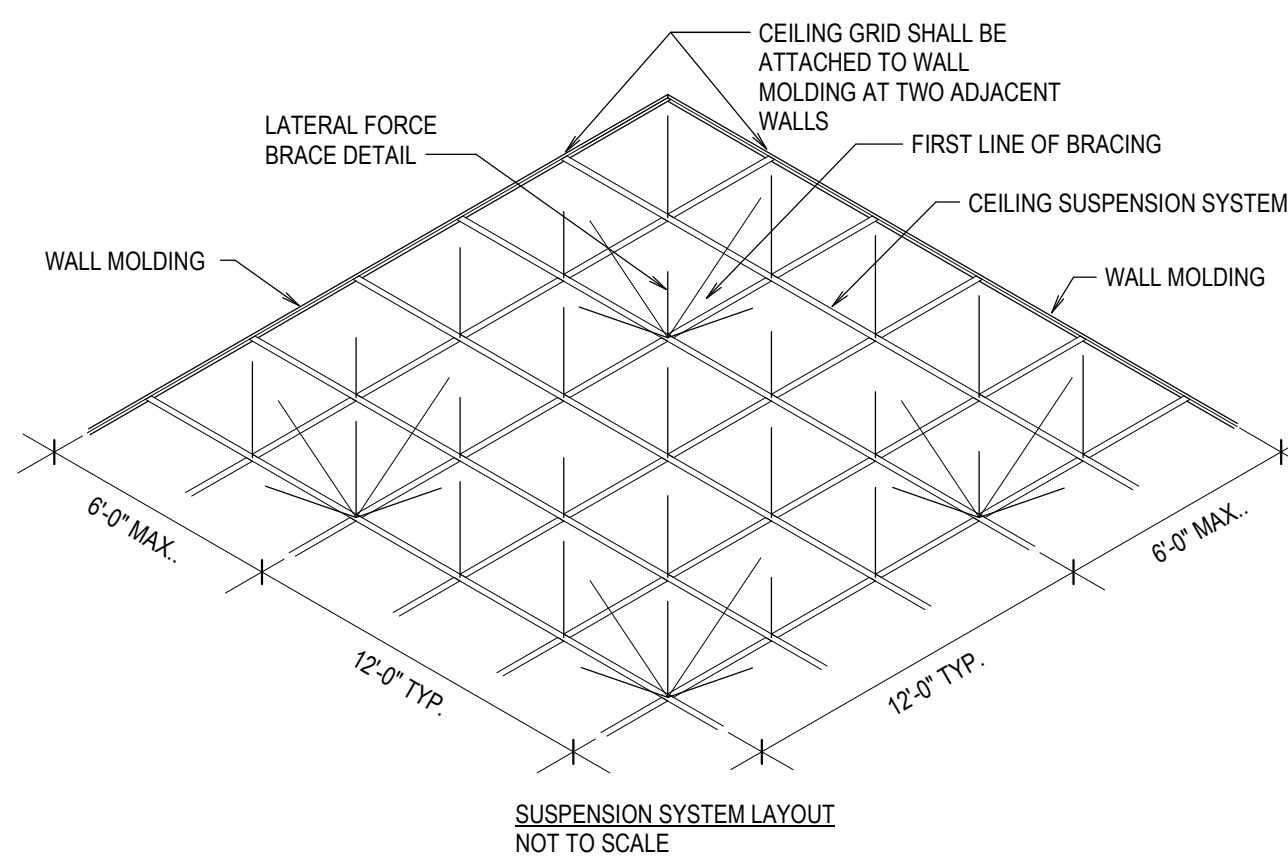 CEILING GRID SHALL BE
ATTACHED TO WALL
MOLDING AT TWO ADJACENT
WALLS
LATERAL FORCE
BRACE DETAIL
FIRST LINE OF BRACING
CEILING SUSPENSION SYSTEM
WALL MOLDING
WALL MOLDING
6'-0" MAX..
6'-0" MAX..
12'-0" TYP.
12'-0" TYP.
SUSPENSION SYSTEM LAYOUT
NOT TO SCALE